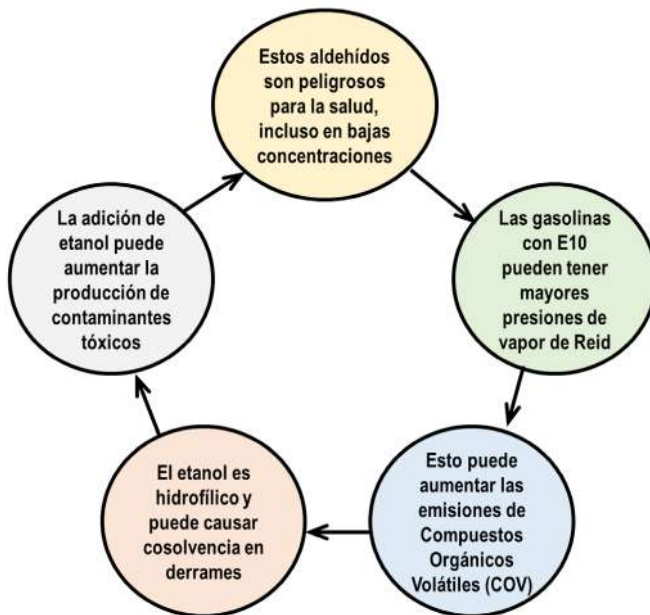 Estos aldehídos
son peligrosos
para la salud,
incluso en bajas
concentraciones
Las gasolinas
con E10
pueden tener
mayores
presiones de
vapor de Reid
Esto puede
aumentar las
emisiones de
Compuestos
Orgánicos
Volátiles (COV)
El etanol es
hidrofílico y
puede causar
cosolvencia en
derrames
La adición de
etanol puede
aumentar la
producción de
contaminantes
tóxicos